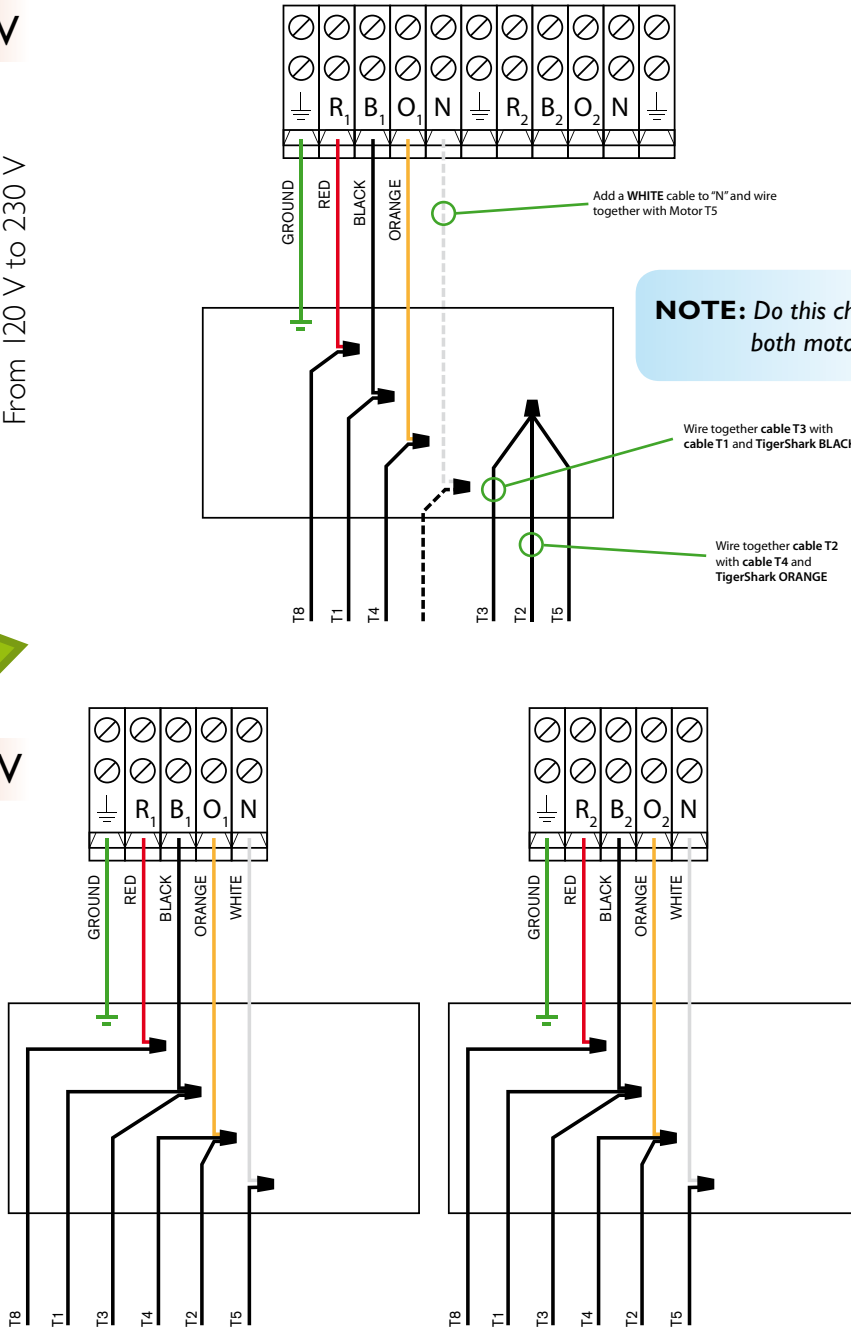 V
From 120 V to 230 V
R1 B1 O1 N R2 B2 O2 N
GROUND
RED
BLACK
ORANGE
Add a WHITE cable to "N" and wire
together with Motor T5
NOTE: Do this ch
both moto
Wire together cable T3 with
cable T1 and TigerShark BLACK
Wire together cable T2
with cable T4 and
TigerShark ORANGE
T8
T1
T4
T3
T2
T5
V
R1 B1 O1 N
GROUND
RED
BLACK
ORANGE
WHITE
T8
T1
T3
T4
T2
T5
R2 B2 O2 N
GROUND
RED
BLACK
ORANGE
WHITE
T8
T1
T3
T4
T2
T5